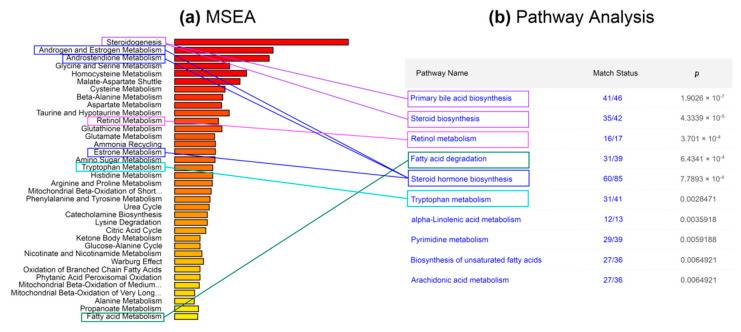 (a) MSEA
(b) Pathway Analysis
Steroidogenesis
Androgen and Estrogen Metabolism
Androstendione Metabolism
Glycine and Serine Metabolism
Homocysteine Metabolism
Malate-Aspartate Shuttle
Cysteine Metabolism
Beta-Alanine Metabolism
Aspartate Metabolism
Taurine and Hypotaurine Metabolism
Retinol Metabolism
Glutathione Metabolism
Glutamate Metabolism
Ammonia Recycling
Estrone Metabolism
Amino Sugar Metabolism
Tryptophan Metabolism
Histidine Metabolism
Arginine and Proline Metabolism
Mitochondrial Beta-Oxidation of Short...
Phenylalanine and Tyrosine Metabolism
Urea Cycle
Catecholamine Biosynthesis
Lysine Degradation
Citric Acid Cycle
Ketone Body Metabolism
Glucose-Alanine Cycle
Nicotinate and Nicotinamide Metabolism
Warburg Effect
Oxidation of Branched Chain Fatty Acids
Phytanic Acid Peroxisomal Oxidation
Mitochondrial Beta-Oxidation of Medium...
Mitochondrial Beta-Oxidation of Very Long...
Alanine Metabolism
Propanoate Metabolism
Fatty acid Metabolism
Pathway Name Match Status p
Primary bile acid biosynthesis 41/46 1.9026 × 10⁻⁷
Steroid biosynthesis 35/42 4.3339 × 10⁻⁵
Retinol metabolism 16/17 3.701 × 10⁻⁴
Fatty acid degradation 31/39 6.4341 × 10⁻⁴
Steroid hormone biosynthesis 60/85 7.7893 × 10⁻⁴
Tryptophan metabolism 31/41 0.0028471
alpha-Linolenic acid metabolism 12/13 0.0035918
Pyrimidine metabolism 29/39 0.0059188
Biosynthesis of unsaturated fatty acids 27/36 0.0064921
Arachidonic acid metabolism 27/36 0.0064921